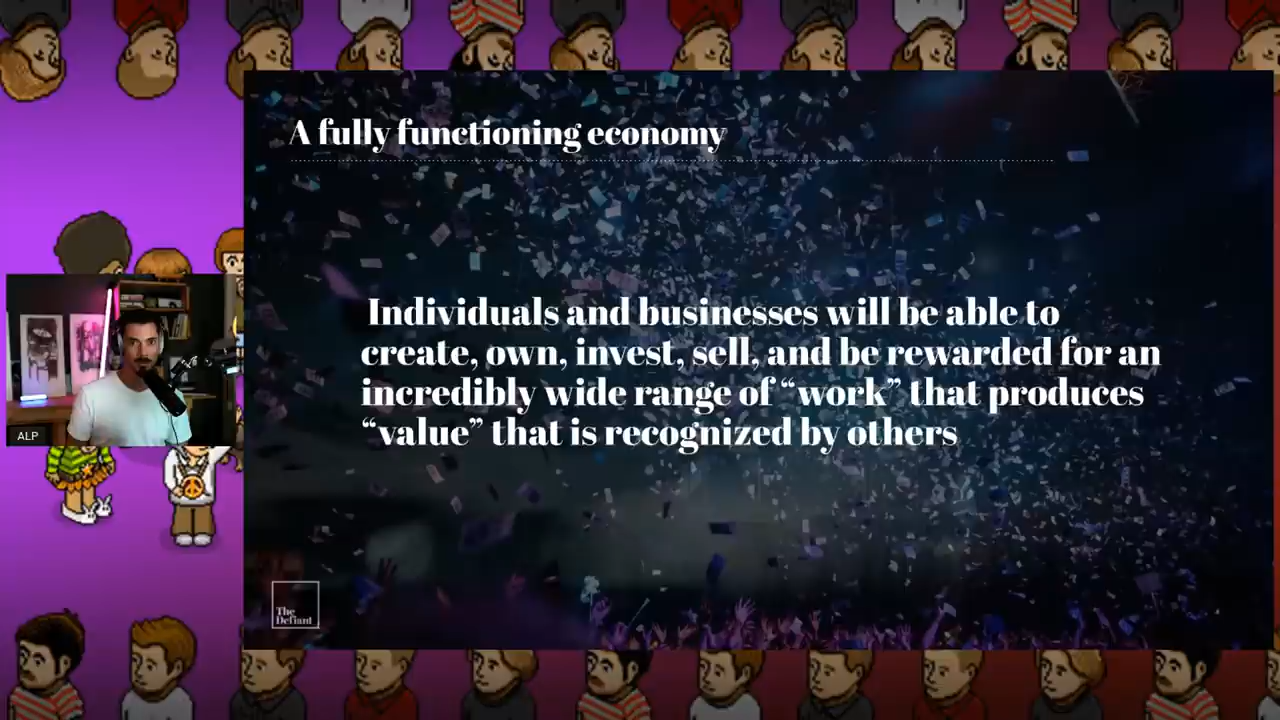 A fully functioning economy
Individuals and businesses will be able to
create, own, invest, sell, and be rewarded for an
incredibly wide range of “work” that produces
“value” that is recognized by others
ALP
The
Defiant